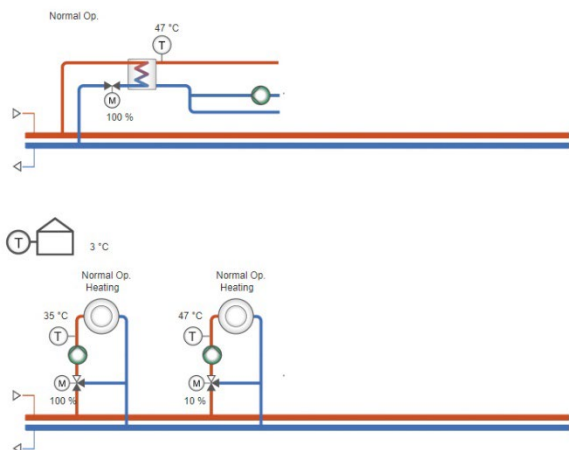 Normal Op.
47 °C
T
M
100 %
T
3 °C
Normal Op.
Heating
Normal Op.
Heating
35 °C
47 °C
T
T
M
M
100 %
10 %